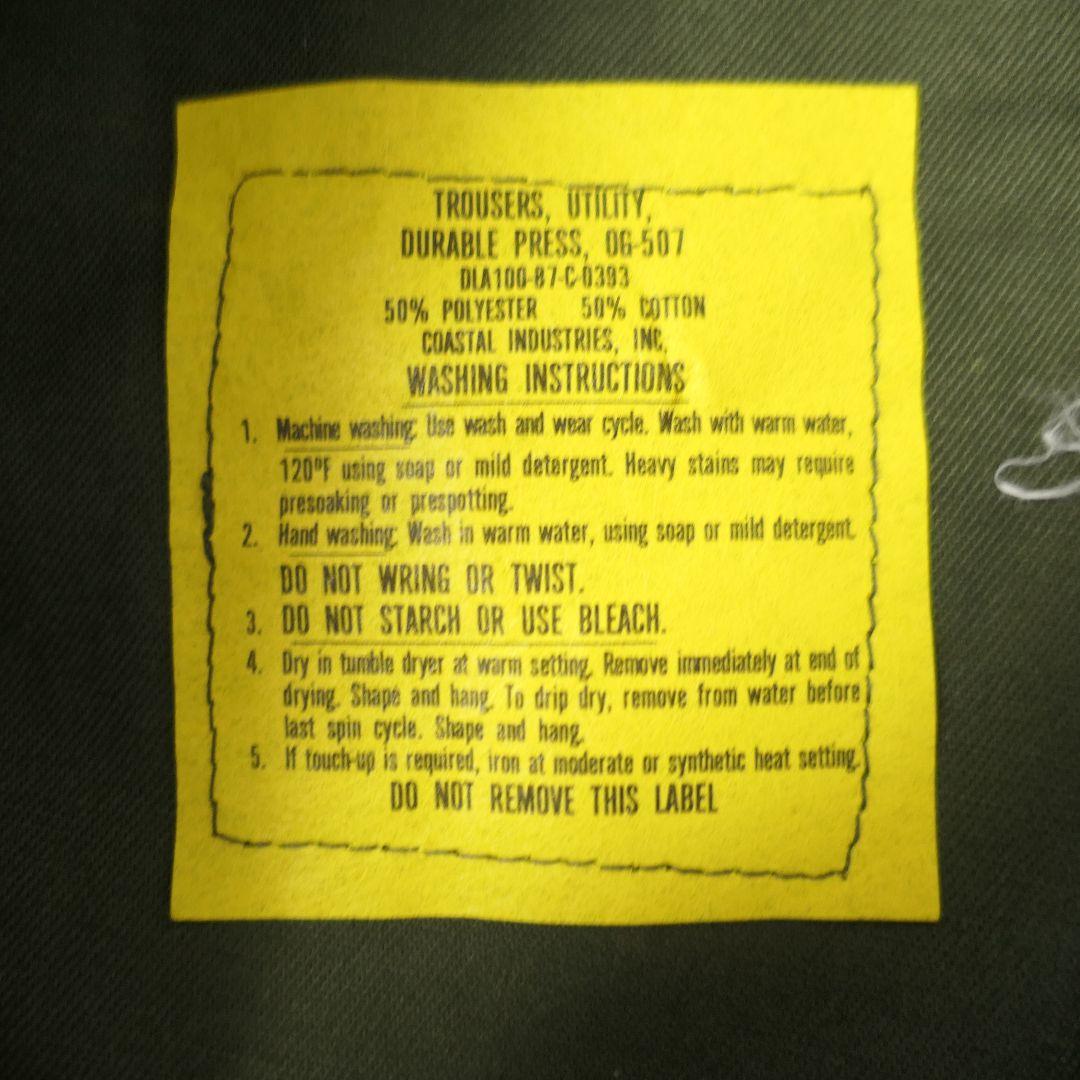 TROUSERS, UTILITY,
DURABLE PRESS, OG-507
DLA100-87-C-0393
50% POLYESTER 50% COTTON
COASTAL INDUSTRIES, INC.
WASHING INSTRUCTIONS
1. Machine washing: Use wash and wear cycle. Wash with warm water,
120°F using soap or mild detergent. Heavy stains may require
presoaking or prespotting.
2. Hand washing: Wash in warm water, using soap or mild detergent.
DO NOT WRING OR TWIST.
3. DO NOT STARCH OR USE BLEACH.
4. Dry in tumble dryer at warm setting. Remove immediately at end of
drying. Shape and hang. To drip dry, remove from water before
last spin cycle. Shape and hang.
5. If touch-up is required, iron at moderate or synthetic heat setting.
DO NOT REMOVE THIS LABEL